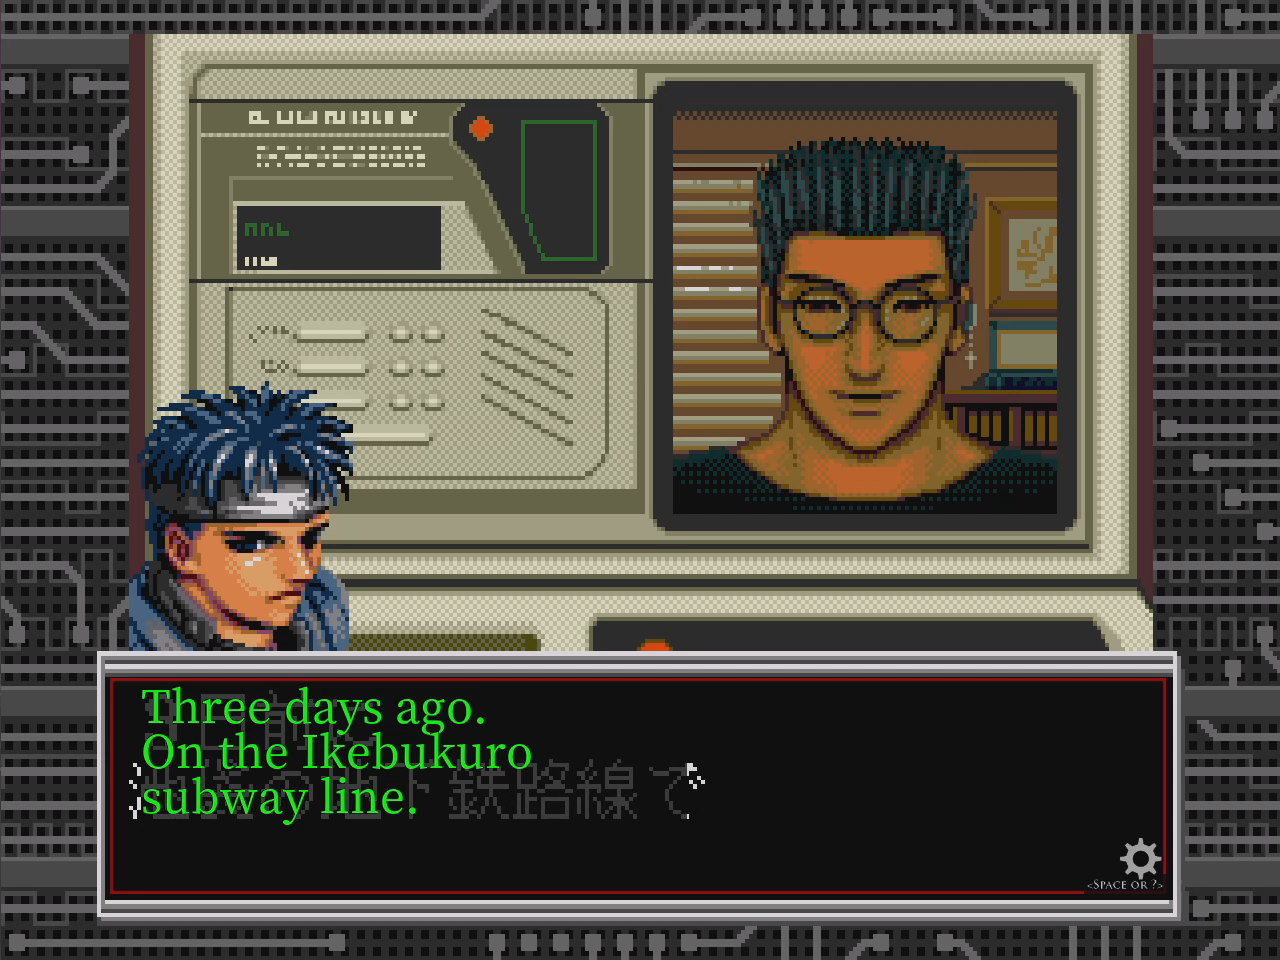 Three days ago.
On the Ikebukuro
subway line.
<SPACE OR ?>